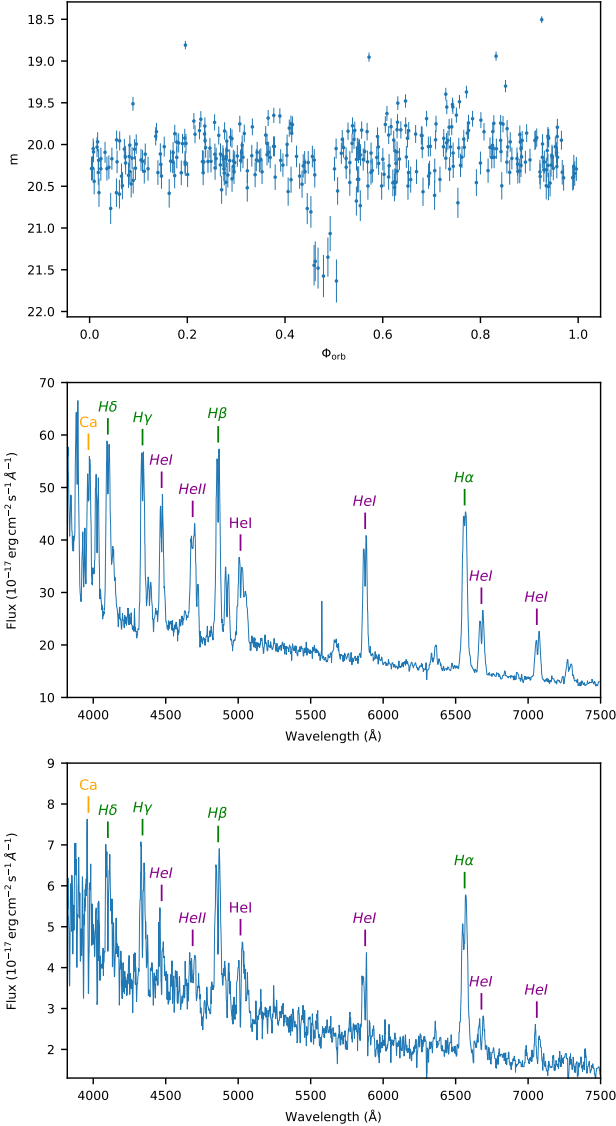 18.5
19.0
19.5
20.0
20.5
21.0
21.5
22.0
m
0.0 0.2 0.4 0.6 0.8 1.0
Φorb
70
60
50
40
30
20
10
Flux (10⁻¹⁷ erg cm⁻² s⁻¹ Å⁻¹)
Ca
Hδ
Hγ
HeI
HeII
Hβ
HeI
HeI
Hα
HeI
HeI
4000 4500 5000 5500 6000 6500 7000 7500
Wavelength (Å)
9
8
7
6
5
4
3
2
Flux (10⁻¹⁷ erg cm⁻² s⁻¹ Å⁻¹)
Ca
Hδ
Hγ
HeI
HeII
Hβ
HeI
HeI
Hα
HeI
HeI
4000 4500 5000 5500 6000 6500 7000 7500
Wavelength (Å)